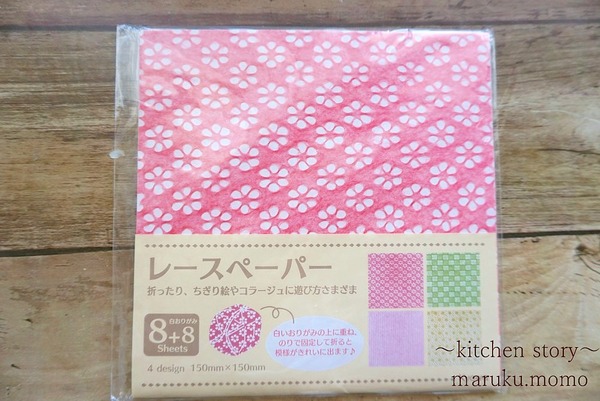 レースペーパー
折ったり、ちぎり絵やコラージュに遊び方さまざま
白おりがみ
8+8
Sheets
白いおりがみの上に重ね、
のりで固定して折ると
模様がきれいに出ます♪
4 design 150mm×150mm
〜kitchen story〜
maruku.momo